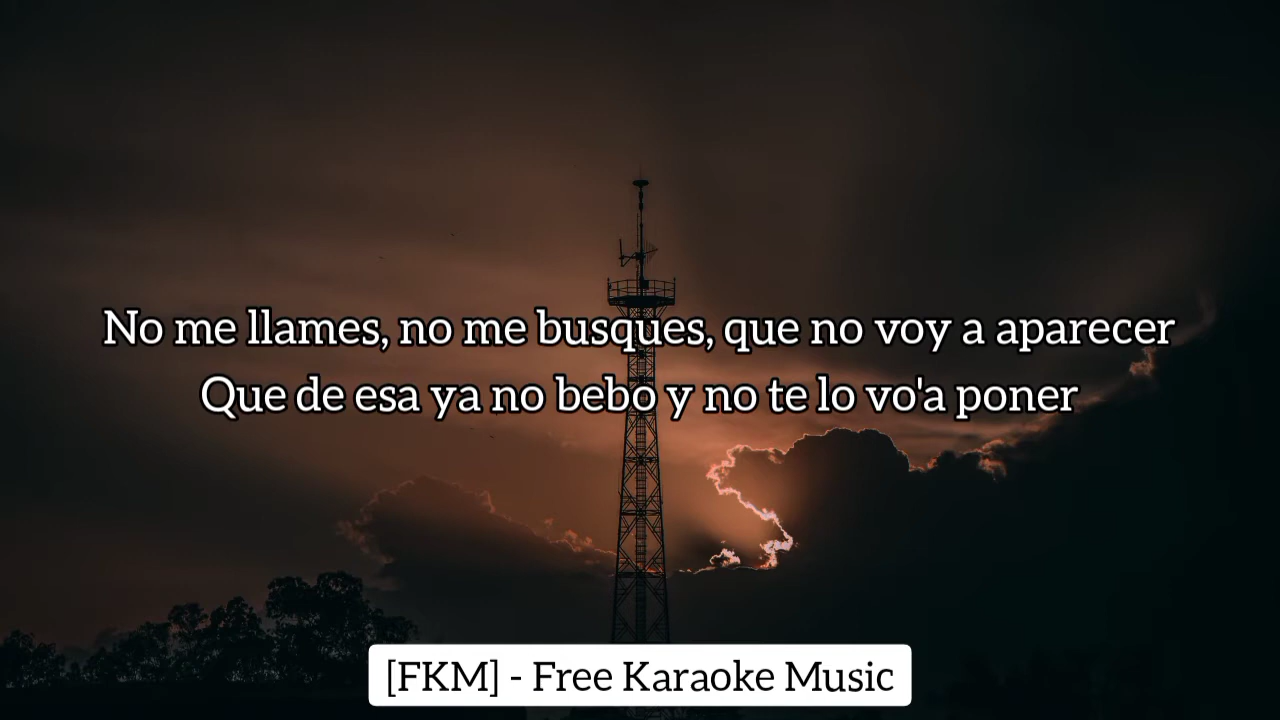 No me llames, no me busques, que no voy a aparecer
Que de esa ya no bebo y no te lo vo'a poner
[FKM] - Free Karaoke Music